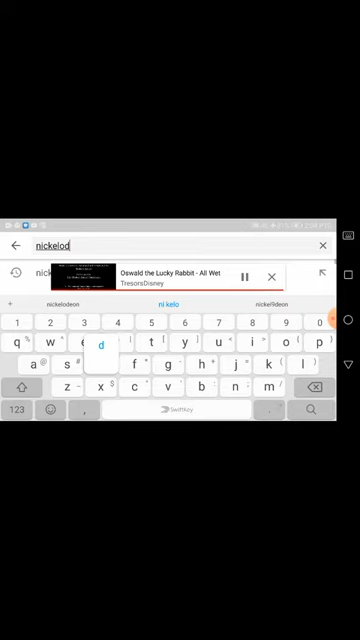 nickelod
nick
Oswald the Lucky Rabbit - All Wet
TresorsDisney
nickelodeon
ni kelo
nickel9deon
1 2 3 4 5 6 7 8 9 0
q w e t y u i o p
d
a s f g h j k l
@ # * - + ( )
z x c v b n m
$ " ' : ; /
123 , SwiftKey .